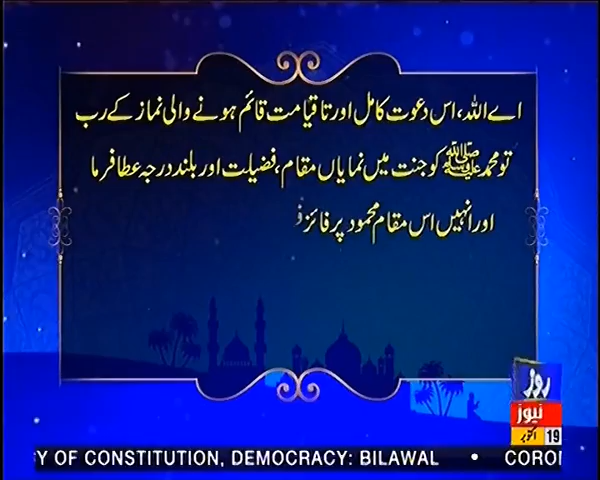 اے اللہ، اس دعوت کامل اور تا قیامت قائم ہونے والی نماز کے رب
تو محمد ﷺ کو جنت میں نمایاں مقام، فضیلت اور بلند درجہ عطا فرما
اور انہیں اس مقام محمود پر فائز
روز
نیوز
19 اکتوبر
Y OF CONSTITUTION, DEMOCRACY: BILAWAL • CORO